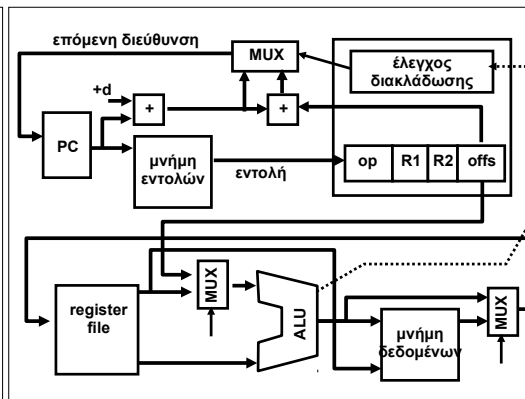 επόμενη διεύθυνση
MUX
έλεγχος
διακλάδωσης
+d
+
+
PC
μνήμη
εντολών
εντολή
op R1 R2 offs
register
file
MUX
ALU
μνήμη
δεδομένων
MUX